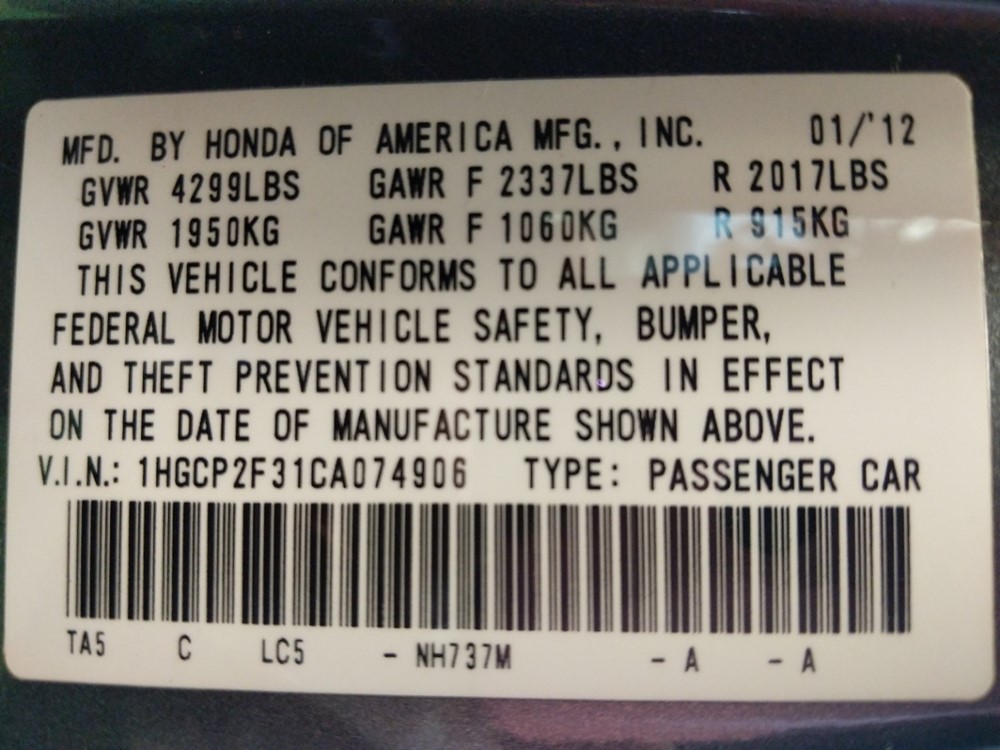 MFD. BY HONDA OF AMERICA MFG., INC. 01/'12
GVWR 4299LBS GAWR F 2337LBS R 2017LBS
GVWR 1950KG GAWR F 1060KG R 915KG
THIS VEHICLE CONFORMS TO ALL APPLICABLE
FEDERAL MOTOR VEHICLE SAFETY, BUMPER,
AND THEFT PREVENTION STANDARDS IN EFFECT
ON THE DATE OF MANUFACTURE SHOWN ABOVE.
V.I.N.: 1HGCP2F31CA074906 TYPE: PASSENGER CAR
TA5 C LC5 - NH737M - A - A